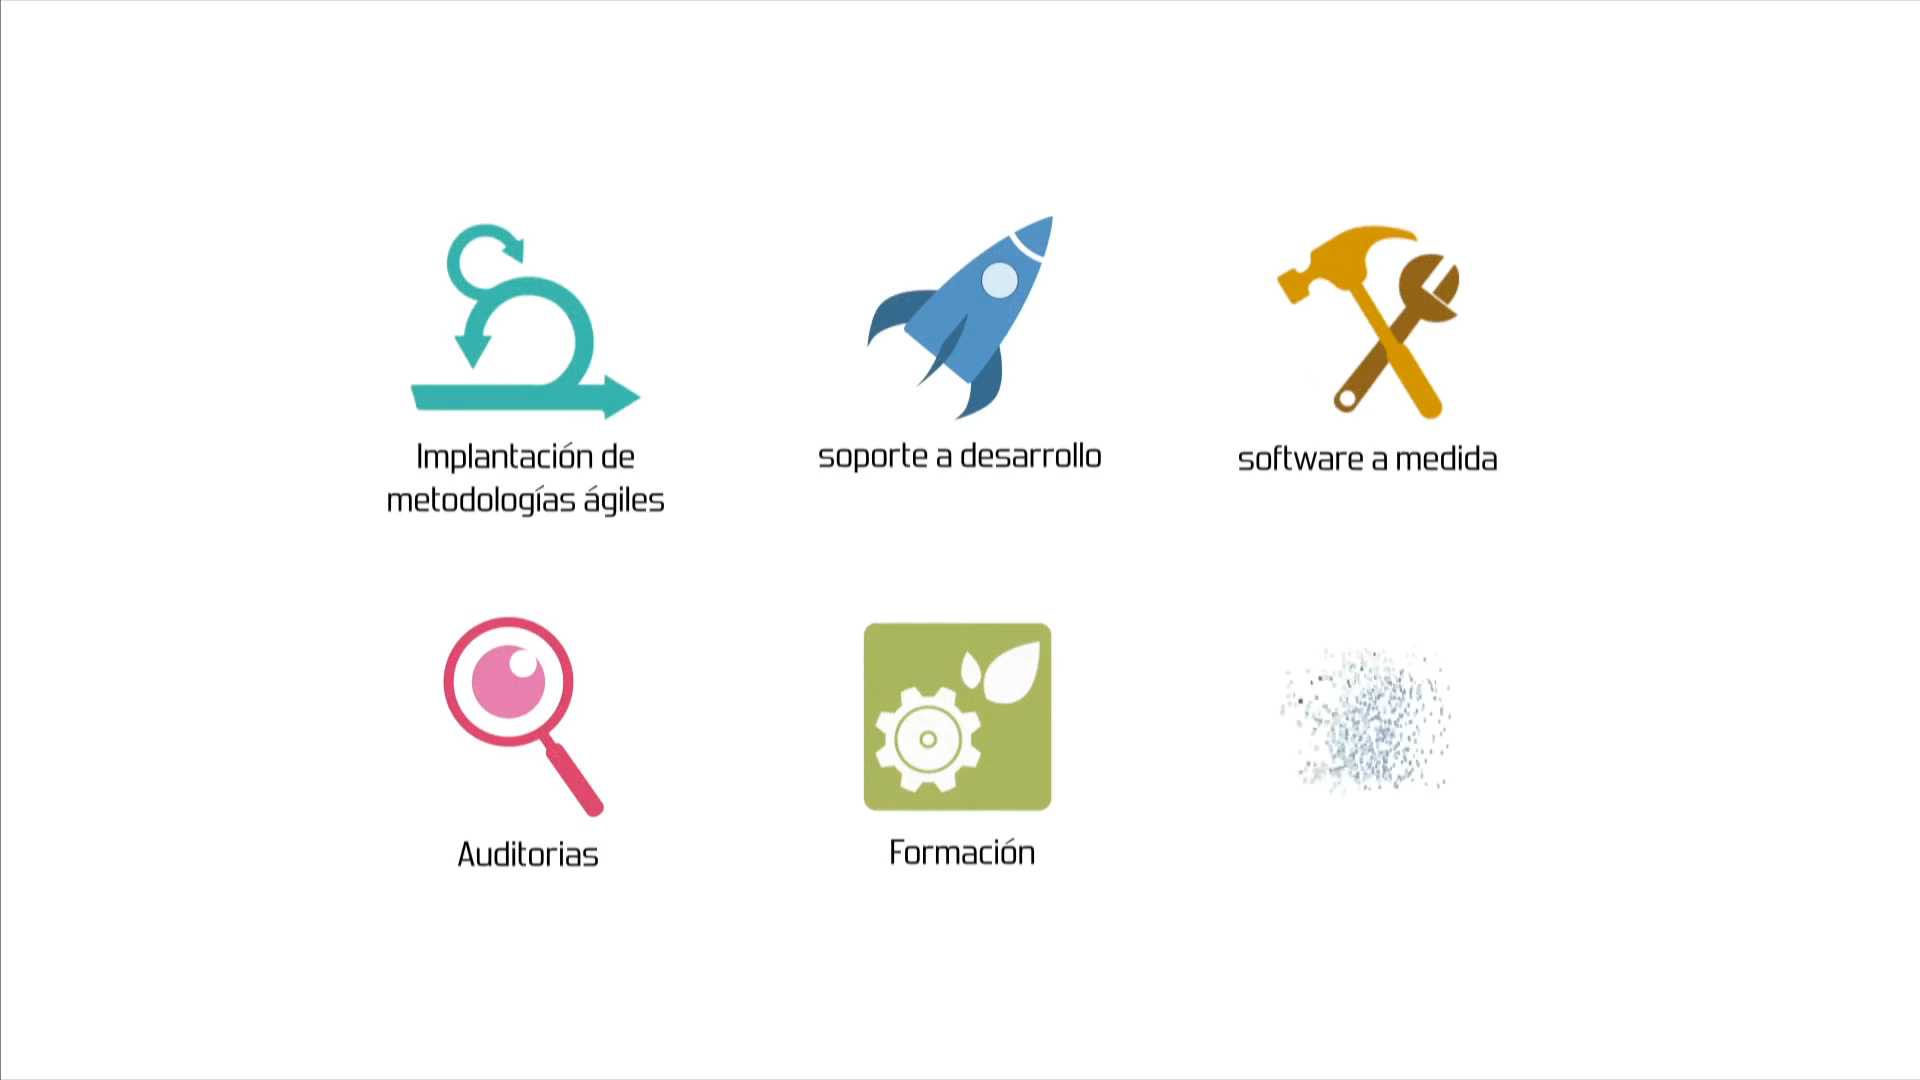 Implantación de
metodologías ágiles
soporte a desarrollo
software a medida
Auditorias
Formación